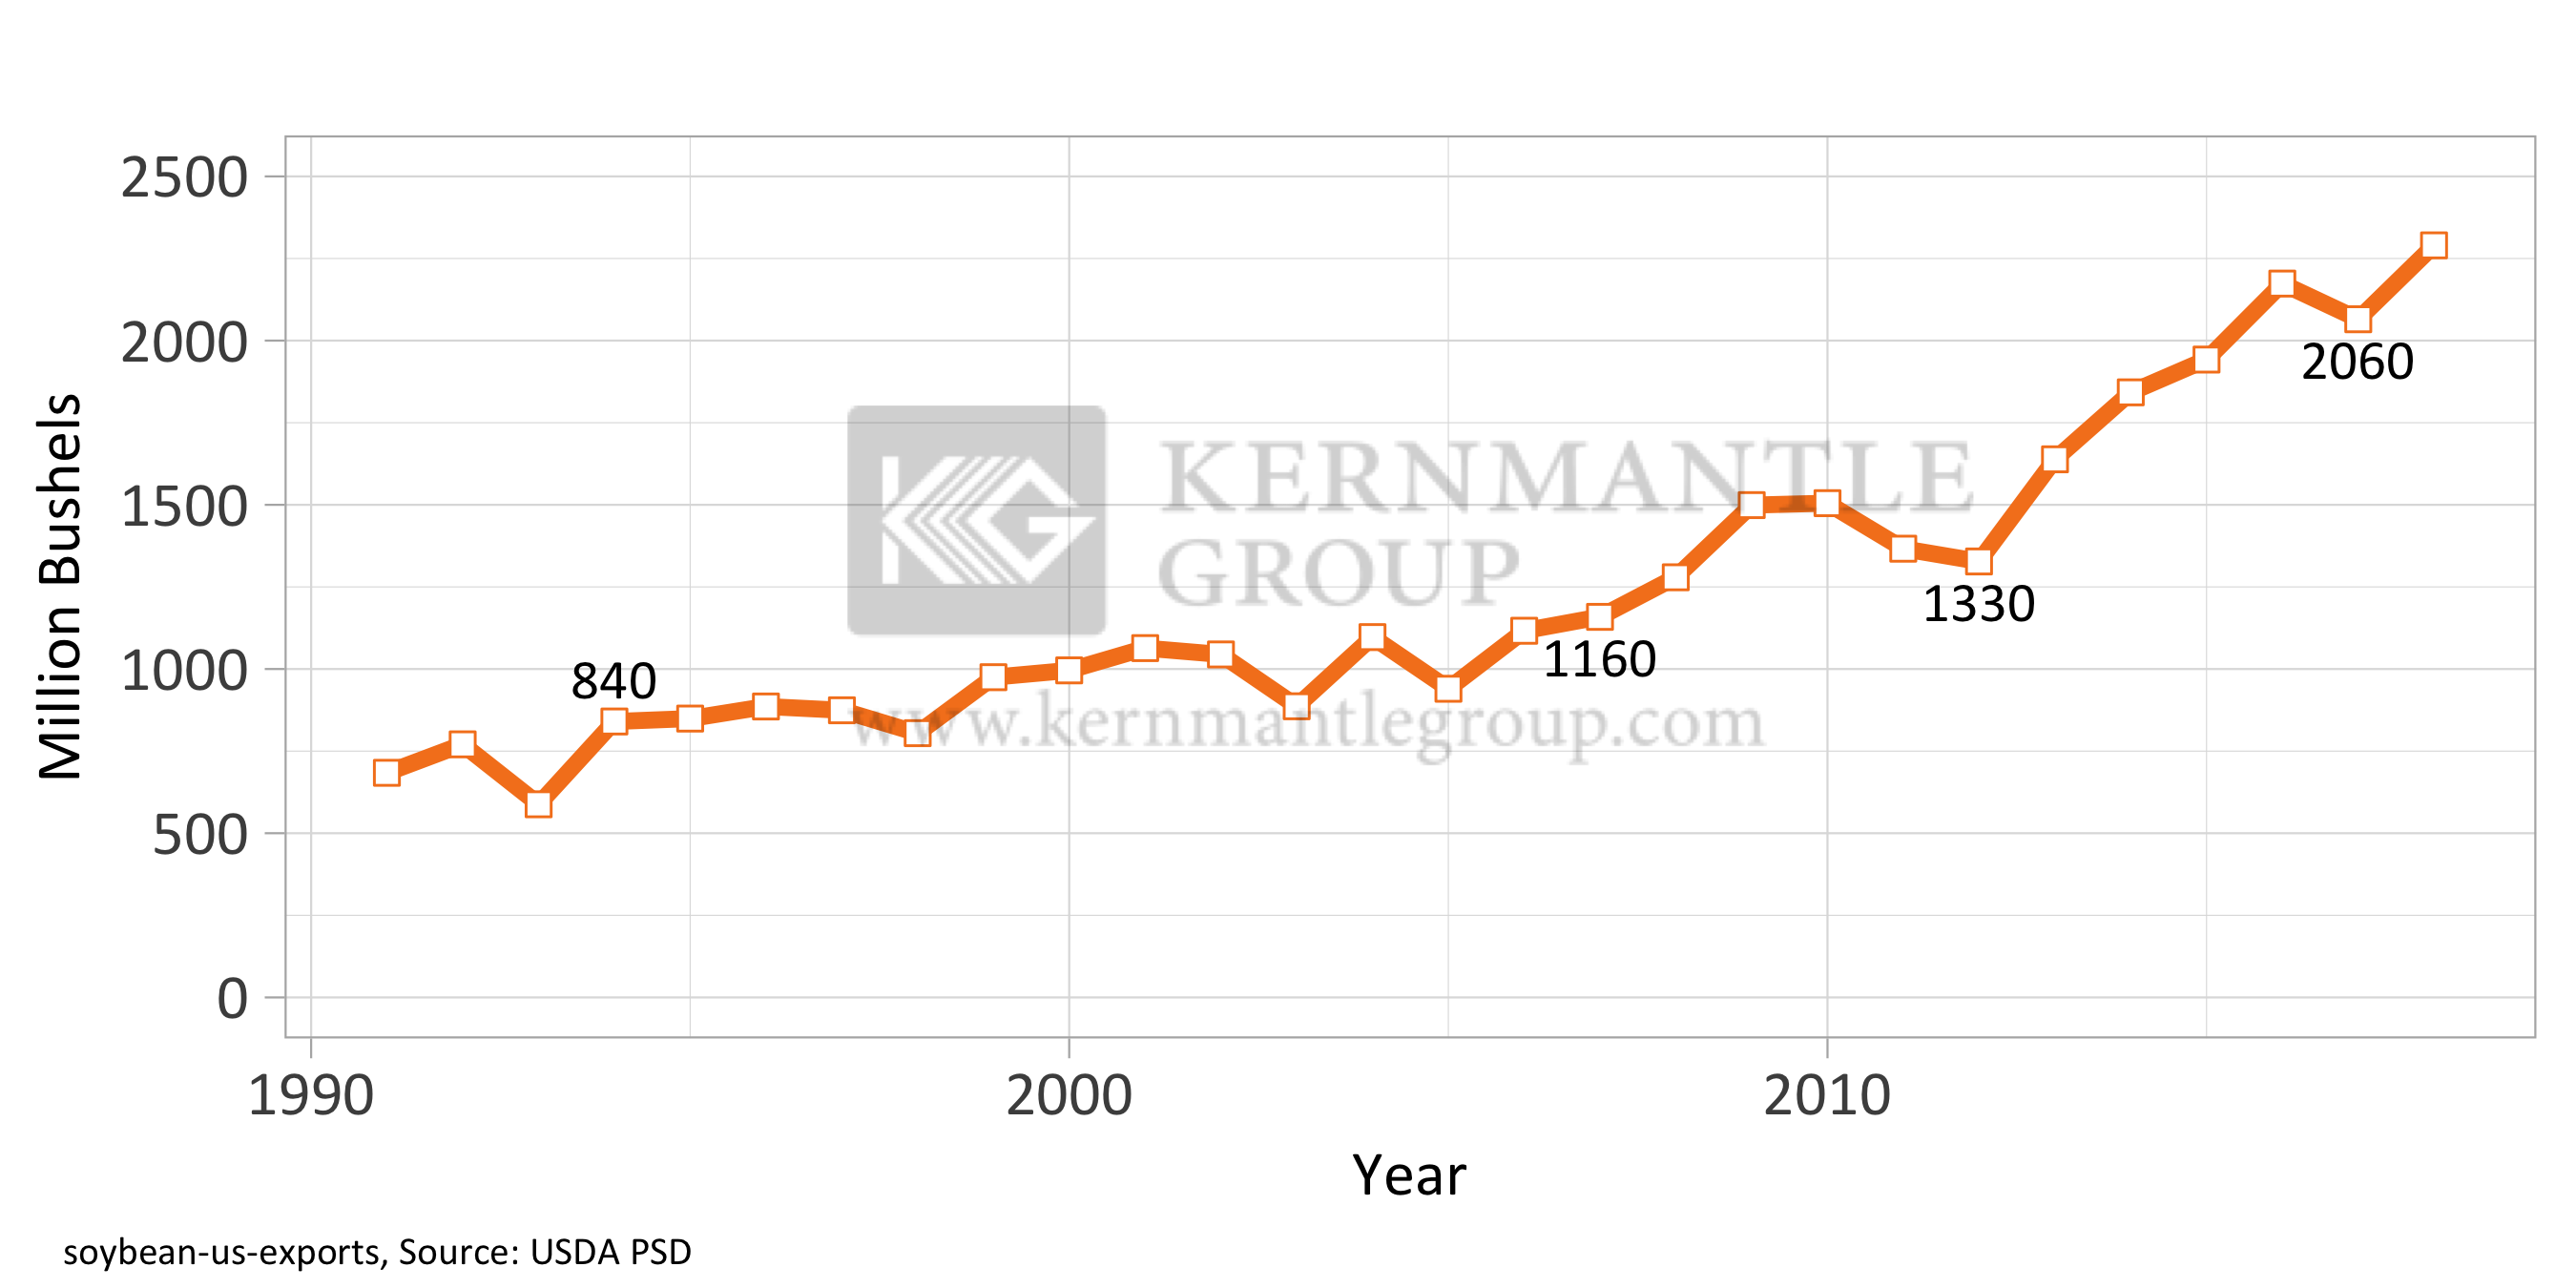 2500
2000
1500
1000
500
0
Million Bushels
840
1160
1330
2060
KG
KERNMANTLE
GROUP
www.kernmantlegroup.com
1990
2000
2010
Year
soybean-us-exports, Source: USDA PSD